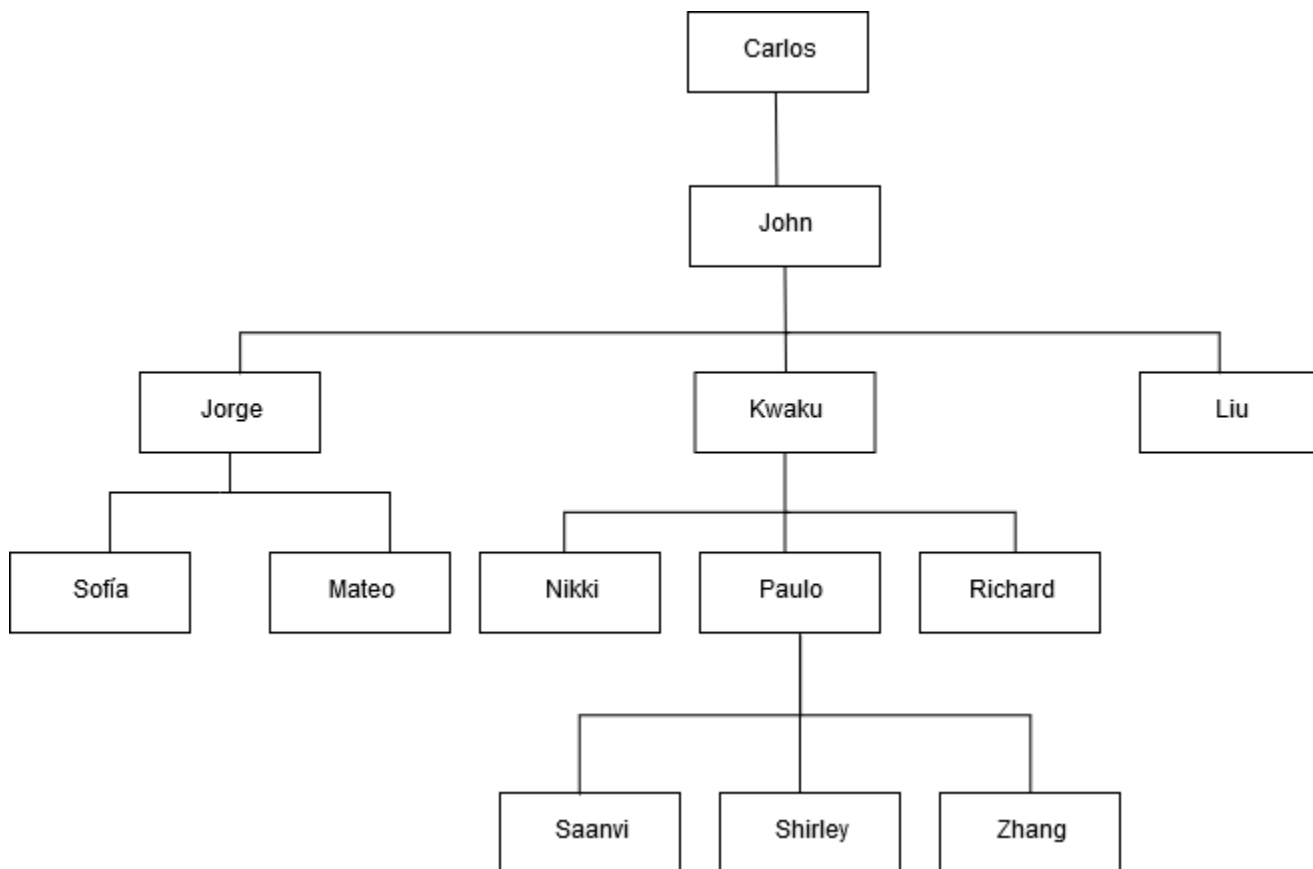 Carlos
John
Jorge
Kwaku
Liu
Sofía
Mateo
Nikki
Paulo
Richard
Saanvi
Shirley
Zhang